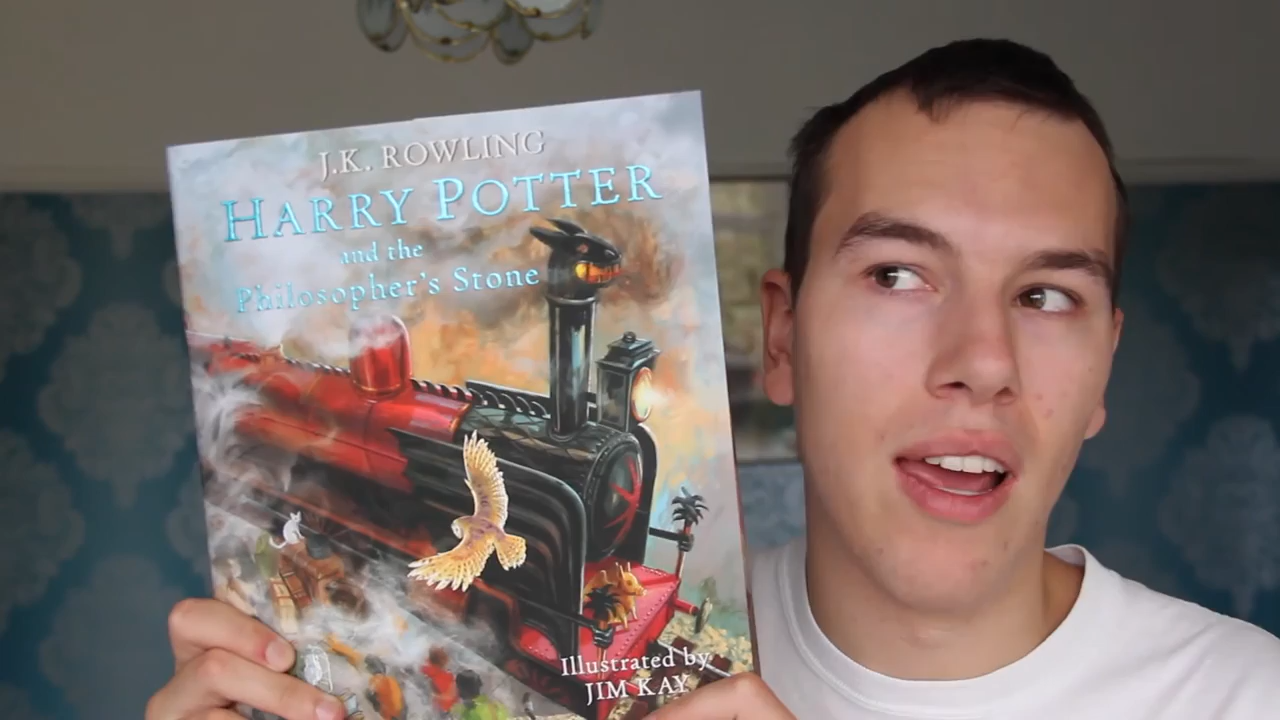 J.K. ROWLING
HARRY POTTER
and the
Philosopher's Stone
Illustrated by
JIM KAY